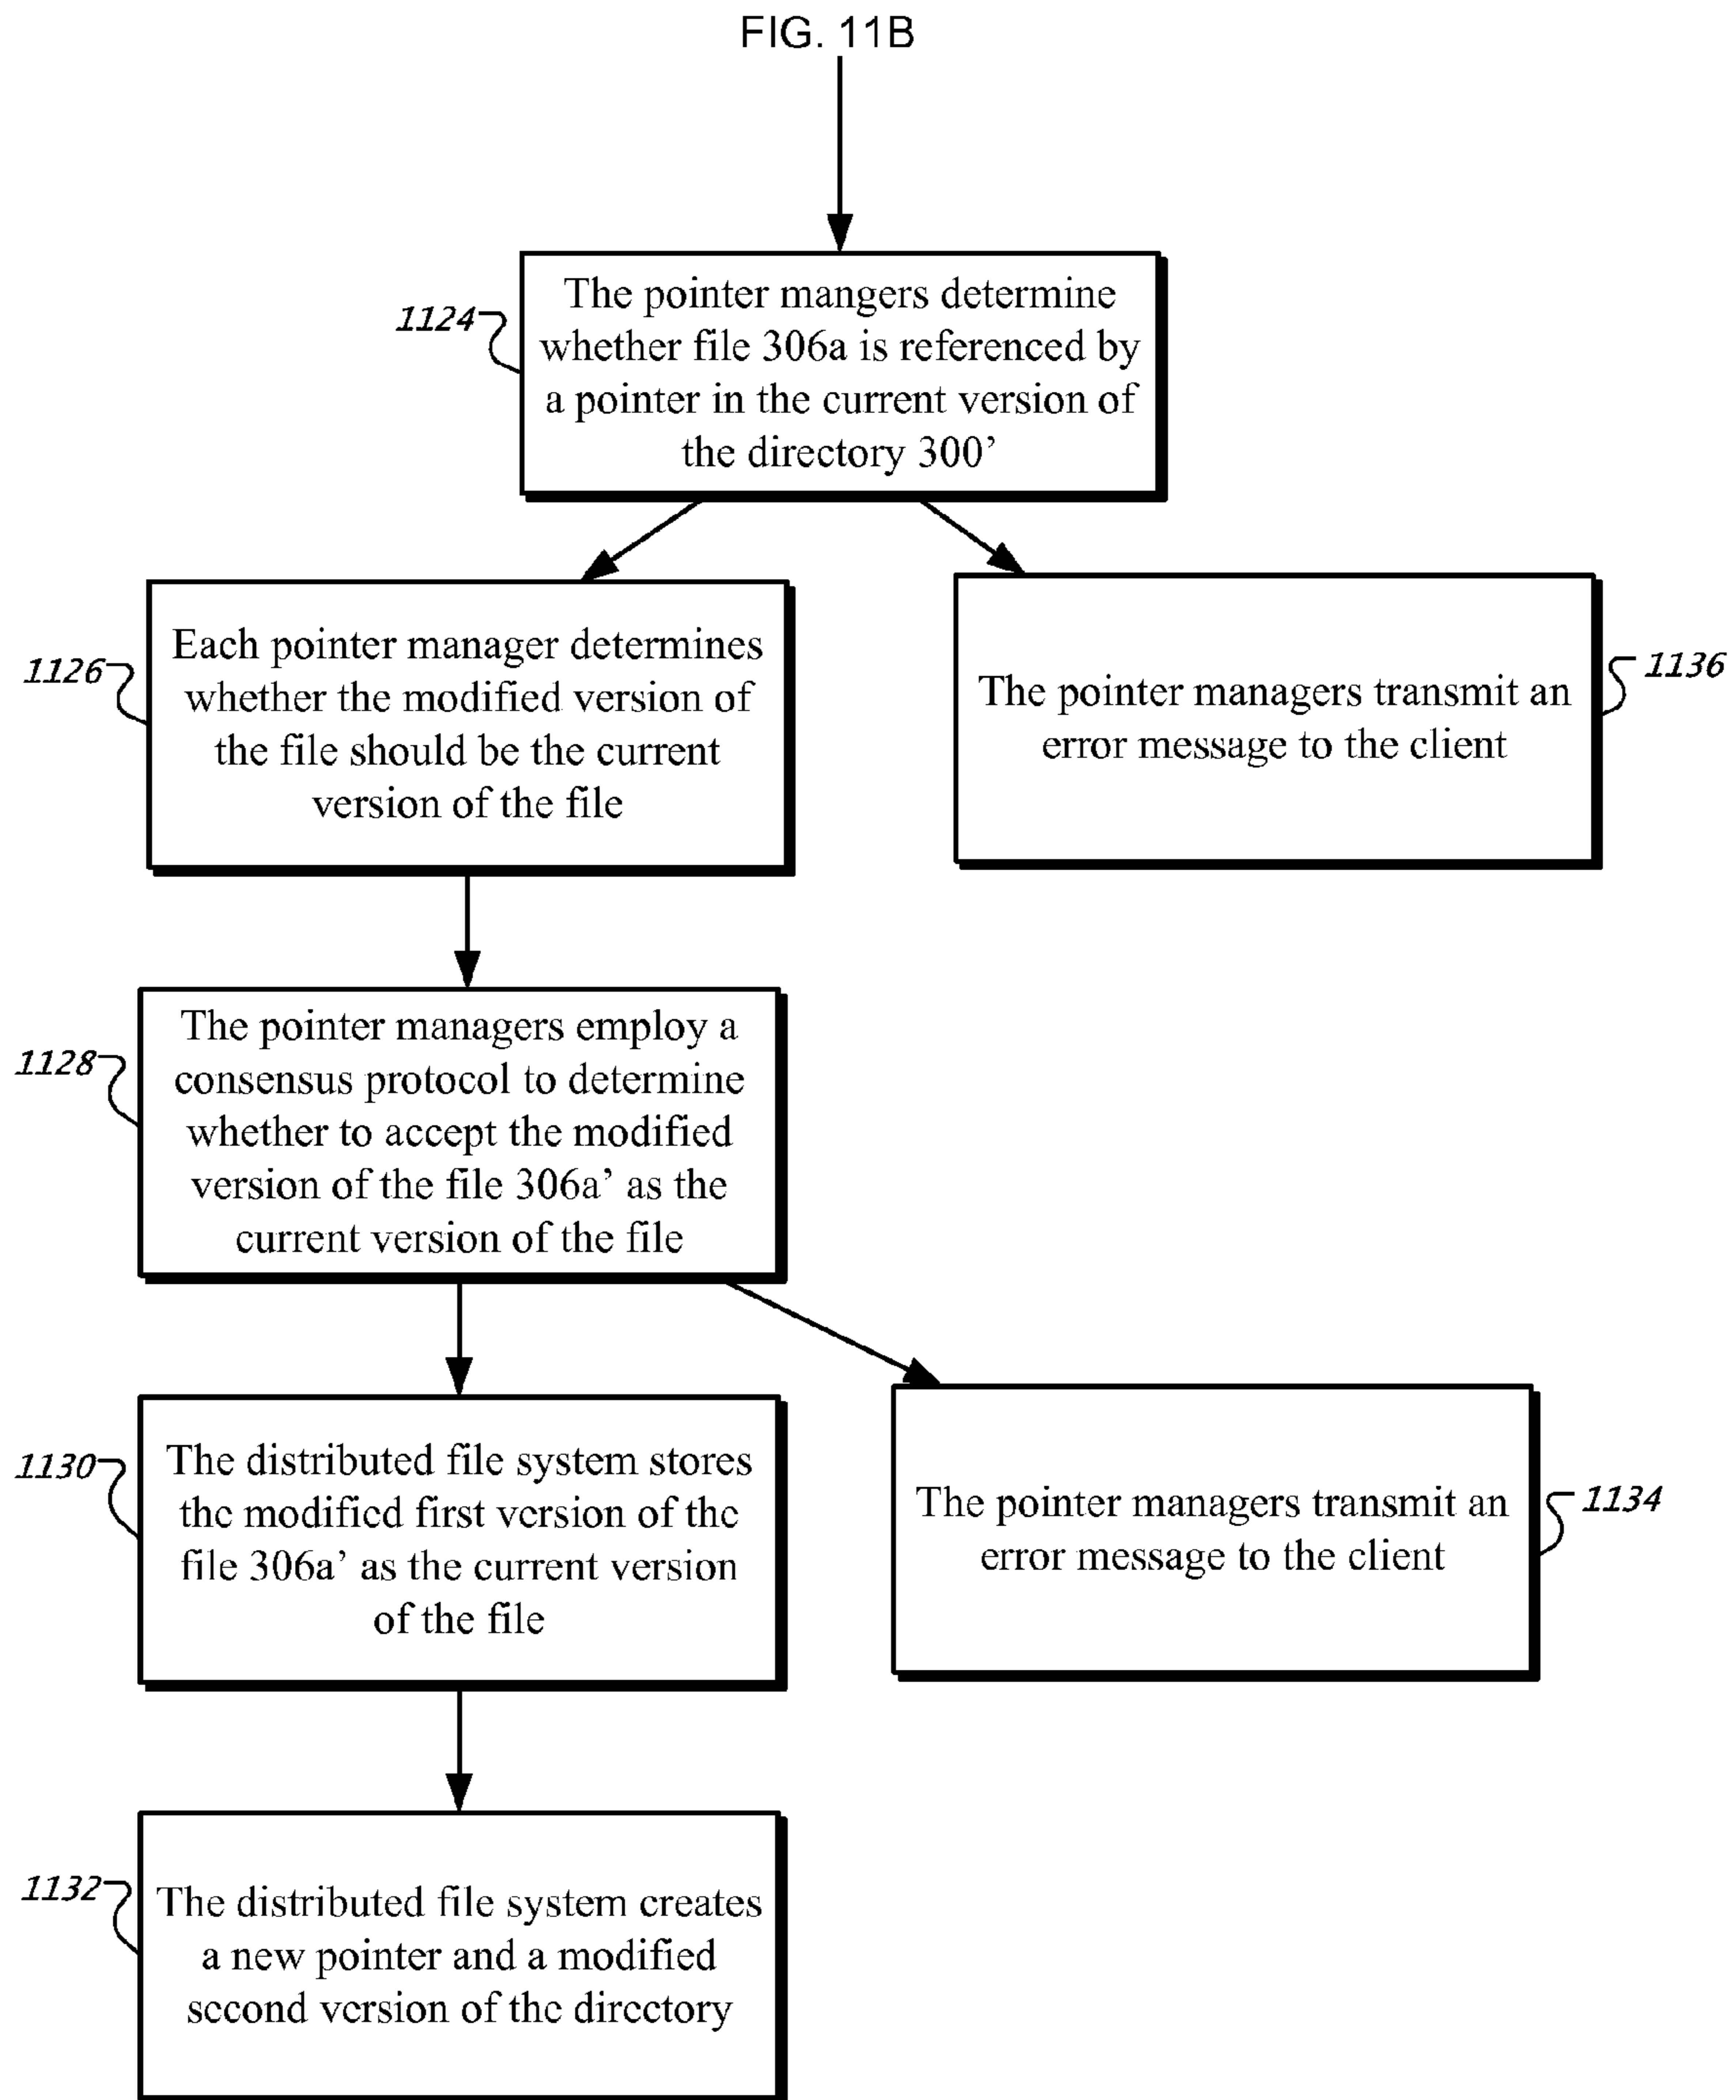 FIG. 11B
1124
The pointer mangers determine
whether file 306a is referenced by
a pointer in the current version of
the directory 300’
1126
Each pointer manager determines
whether the modified version of
the file should be the current
version of the file
1136
The pointer managers transmit an
error message to the client
1128
The pointer managers employ a
consensus protocol to determine
whether to accept the modified
version of the file 306a’ as the
current version of the file
1130
The distributed file system stores
the modified first version of the
file 306a’ as the current version
of the file
1134
The pointer managers transmit an
error message to the client
1132
The distributed file system creates
a new pointer and a modified
second version of the directory